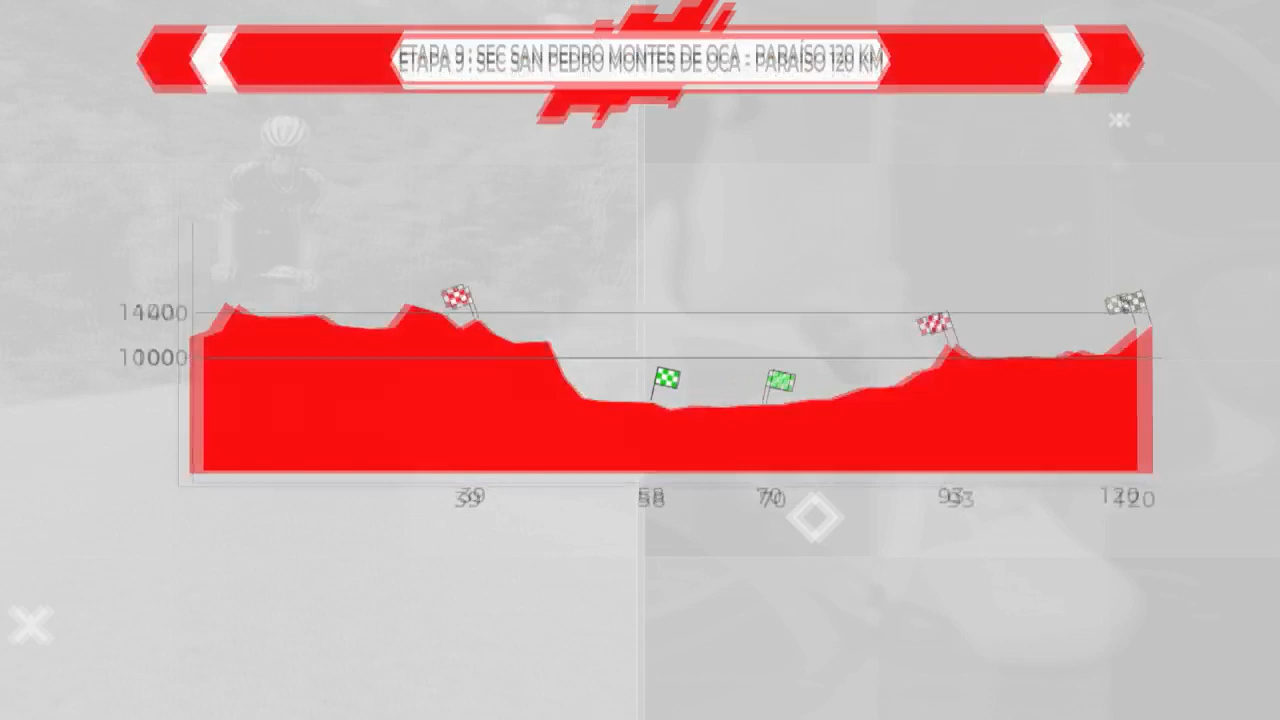 ETAPA 9 : SEC SAN PEDRO MONTES DE OCA - PARAÍSO 120 KM
1400
1000
39 58 70 93 120